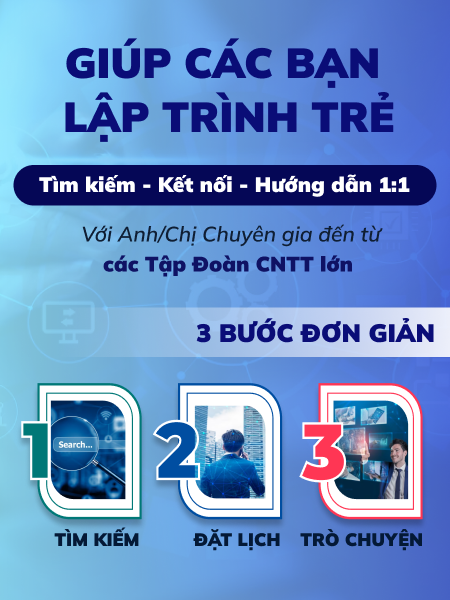 GIÚP CÁC BẠN
LẬP TRÌNH TRẺ
Tìm kiếm - Kết nối - Hướng dẫn 1:1
Với Anh/Chị Chuyên gia đến từ
các Tập Đoàn CNTT lớn
3 BƯỚC ĐƠN GIẢN
1
Search...
2
3
TÌM KIẾM
ĐẶT LỊCH
TRÒ CHUYỆN